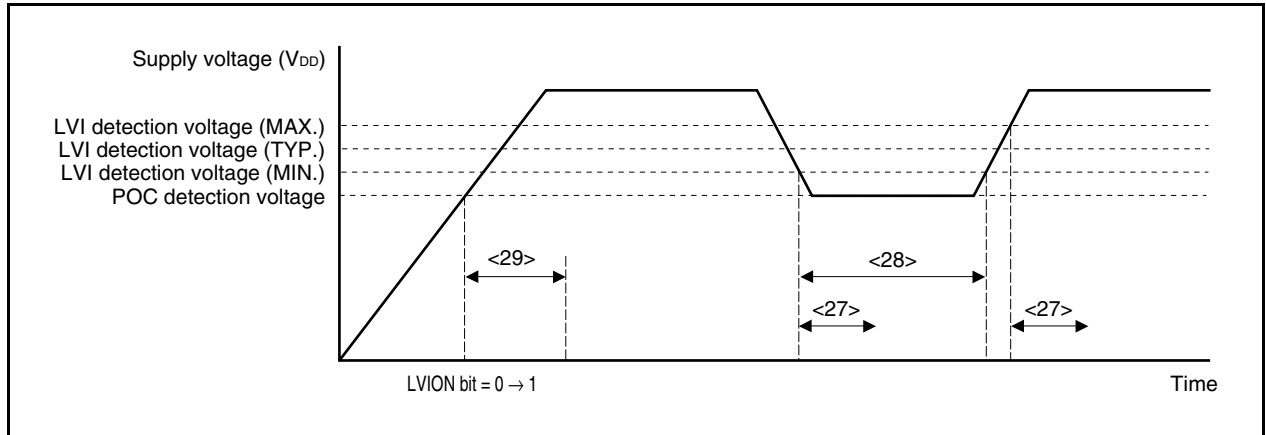 Supply voltage (VDD)
LVI detection voltage (MAX.)
LVI detection voltage (TYP.)
LVI detection voltage (MIN.)
POC detection voltage
<29>
<28>
<27>
<27>
LVION bit = 0 → 1
Time